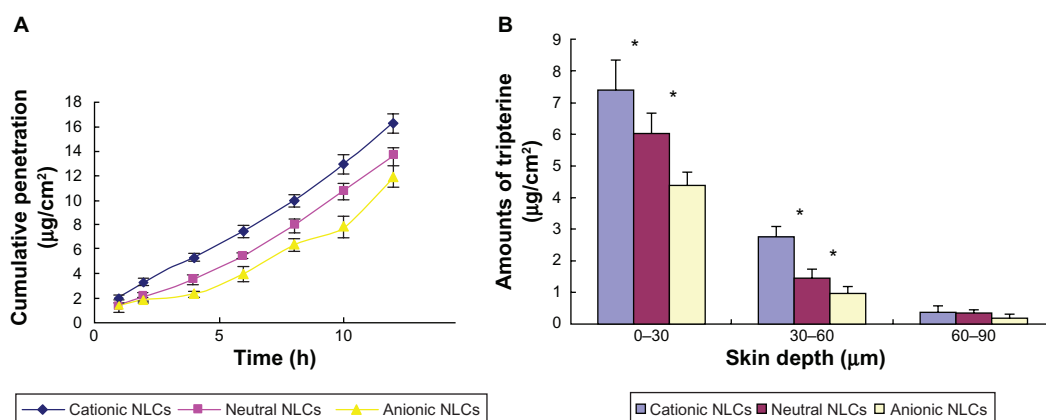 A
Cumulative penetration
(µg/cm²)
18
16
14
12
10
8
6
4
2
0
0
5
10
Time (h)
Cationic NLCs
Neutral NLCs
Anionic NLCs
B
Amounts of tripterine
(µg/cm²)
9
8
7
6
5
4
3
2
1
0
*
*
*
*
0–30
30–60
60–90
Skin depth (µm)
Cationic NLCs
Neutral NLCs
Anionic NLCs